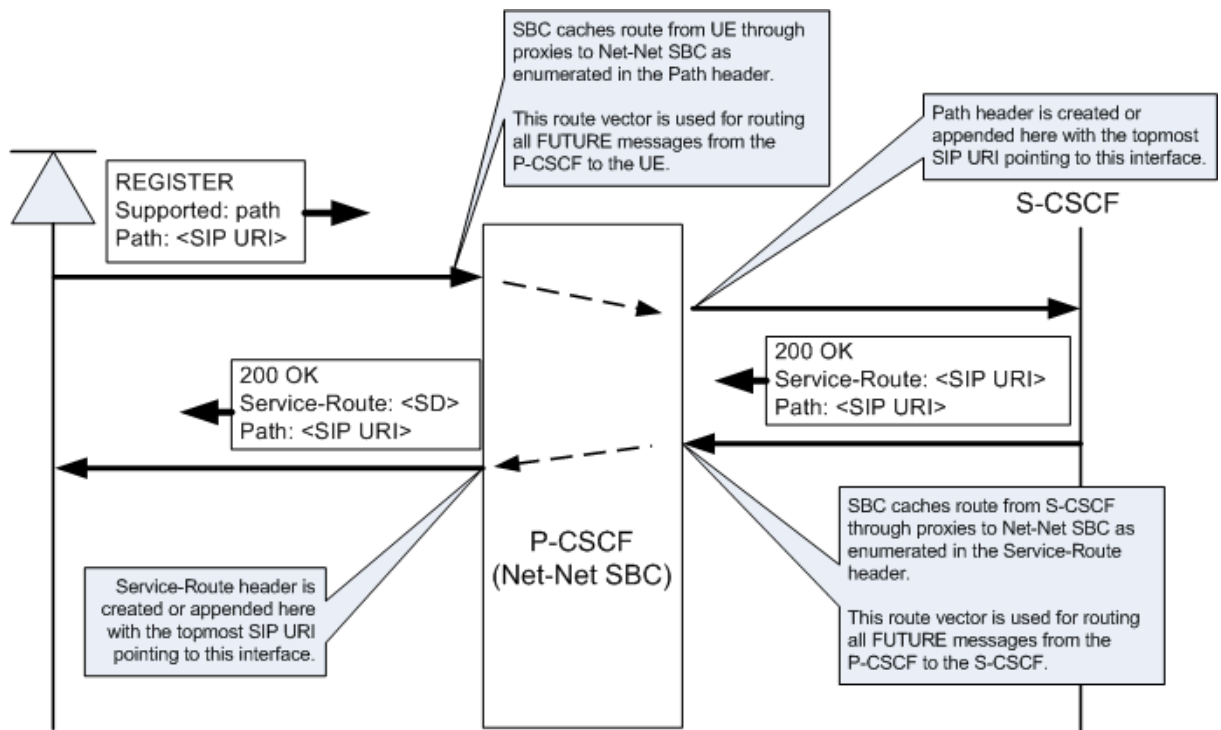 SBC caches route from UE through
proxies to Net-Net SBC as
enumerated in the Path header.
This route vector is used for routing
all FUTURE messages from the
P-CSCF to the UE.
Path header is created or
appended here with the topmost
SIP URI pointing to this interface.
REGISTER
Supported: path
Path: <SIP URI>
S-CSCF
200 OK
Service-Route: <SD>
Path: <SIP URI>
200 OK
Service-Route: <SIP URI>
Path: <SIP URI>
P-CSCF
(Net-Net SBC)
Service-Route header is
created or appended here
with the topmost SIP URI
pointing to this interface.
SBC caches route from S-CSCF
through proxies to Net-Net SBC as
enumerated in the Service-Route
header.
This route vector is used for routing
all FUTURE messages from the
P-CSCF to the S-CSCF.